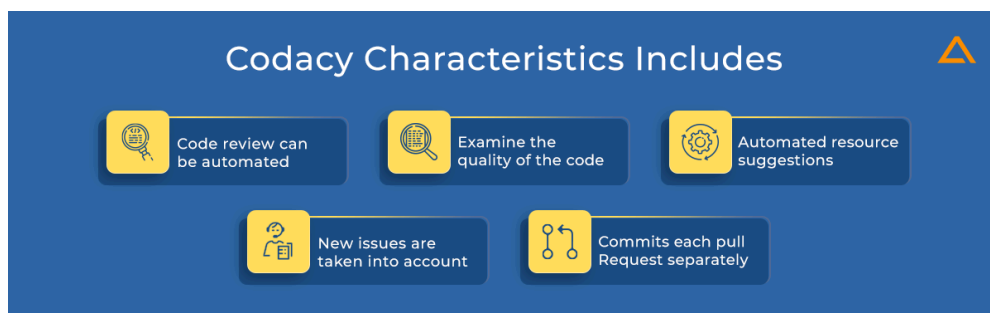 Codacy Characteristics Includes
Code review can
be automated
Examine the
quality of the code
Automated resource
suggestions
New issues are
taken into account
Commits each pull
Request separately